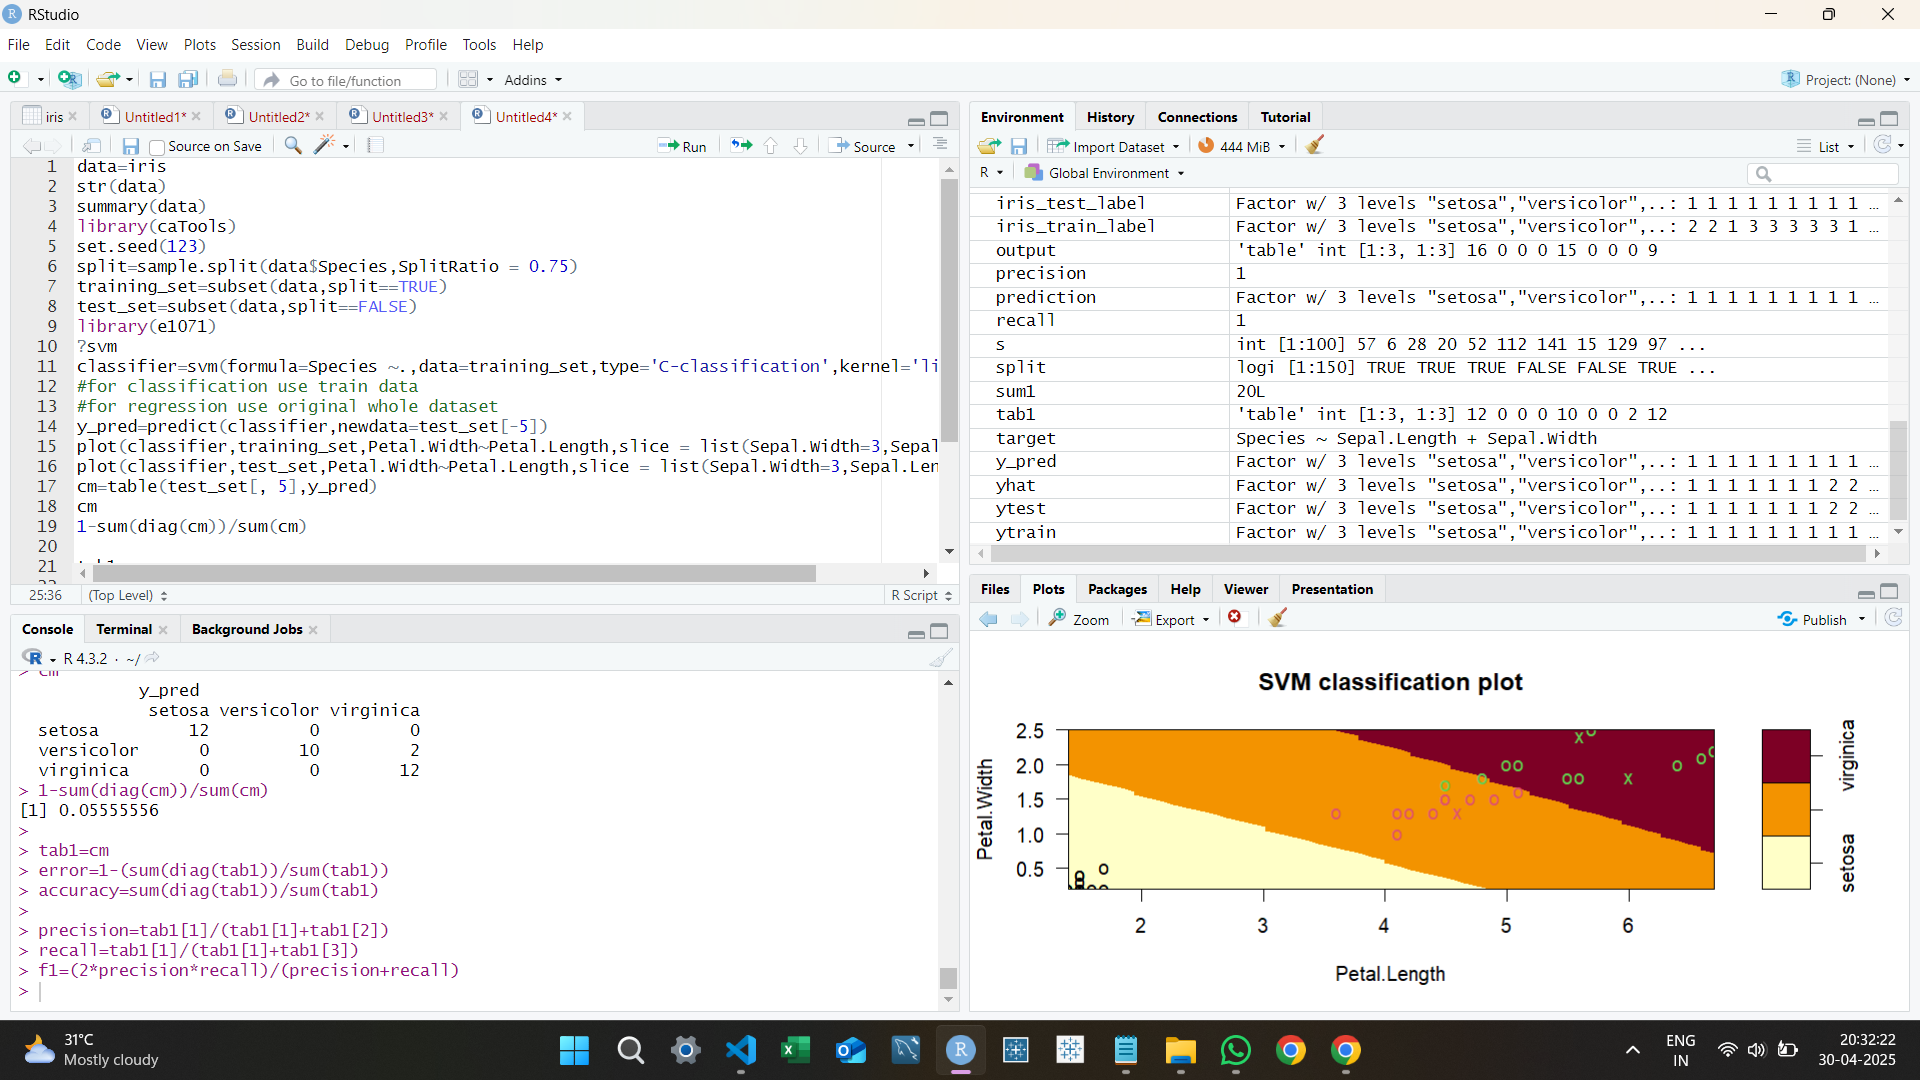 RStudio
File Edit Code View Plots Session Build Debug Profile Tools Help
Go to file/function Addins Project: (None)
iris Untitled1* Untitled2* Untitled3* Untitled4*
Source on Save Run Source
1 data=iris
2 str(data)
3 summary(data)
4 library(caTools)
5 set.seed(123)
6 split=sample.split(data$Species,SplitRatio = 0.75)
7 training_set=subset(data,split==TRUE)
8 test_set=subset(data,split==FALSE)
9 library(e1071)
10 ?svm
11 classifier=svm(formula=Species ~.,data=training_set,type='C-classification',kernel='li
12 #for classification use train data
13 #for regression use original whole dataset
14 y_pred=predict(classifier,newdata=test_set[-5])
15 plot(classifier,training_set,Petal.Width~Petal.Length,slice = list(Sepal.Width=3,Sepal
16 plot(classifier,test_set,Petal.Width~Petal.Length,slice = list(Sepal.Width=3,Sepal.Len
17 cm=table(test_set[, 5],y_pred)
18 cm
19 1-sum(diag(cm))/sum(cm)
20
21
25:36 (Top Level) R Script
Console Terminal Background Jobs
R 4.3.2 · ~/
> cm
y_pred
setosa versicolor virginica
setosa 12 0 0
versicolor 0 10 2
virginica 0 0 12
> 1-sum(diag(cm))/sum(cm)
[1] 0.05555556
>
> tab1=cm
> error=1-(sum(diag(tab1))/sum(tab1))
> accuracy=sum(diag(tab1))/sum(tab1)
>
> precision=tab1[1]/(tab1[1]+tab1[2])
> recall=tab1[1]/(tab1[1]+tab1[3])
> f1=(2*precision*recall)/(precision+recall)
>
Environment History Connections Tutorial
Import Dataset 444 MiB List
R Global Environment
iris_test_label Factor w/ 3 levels "setosa","versicolor",..: 1 1 1 1 1 1 1 1 1 …
iris_train_label Factor w/ 3 levels "setosa","versicolor",..: 2 2 1 3 3 3 3 3 1 …
output 'table' int [1:3, 1:3] 16 0 0 0 15 0 0 0 9
precision 1
prediction Factor w/ 3 levels "setosa","versicolor",..: 1 1 1 1 1 1 1 1 1 …
recall 1
s int [1:100] 57 6 28 20 52 112 141 15 129 97 ...
split logi [1:150] TRUE TRUE TRUE FALSE FALSE TRUE ...
sum1 20L
tab1 'table' int [1:3, 1:3] 12 0 0 0 10 0 0 2 12
target Species ~ Sepal.Length + Sepal.Width
y_pred Factor w/ 3 levels "setosa","versicolor",..: 1 1 1 1 1 1 1 1 1 …
yhat Factor w/ 3 levels "setosa","versicolor",..: 1 1 1 1 1 1 1 2 2 …
ytest Factor w/ 3 levels "setosa","versicolor",..: 1 1 1 1 1 1 1 2 2 …
ytrain Factor w/ 3 levels "setosa","versicolor",..: 1 1 1 1 1 1 1 1 1 …
Files Plots Packages Help Viewer Presentation
Zoom Export Publish
SVM classification plot
Petal.Width
2.5
2.0
1.5
1.0
0.5
2 3 4 5 6
Petal.Length
virginica
setosa
31°C
Mostly cloudy
ENG
IN
20:32:22
30-04-2025